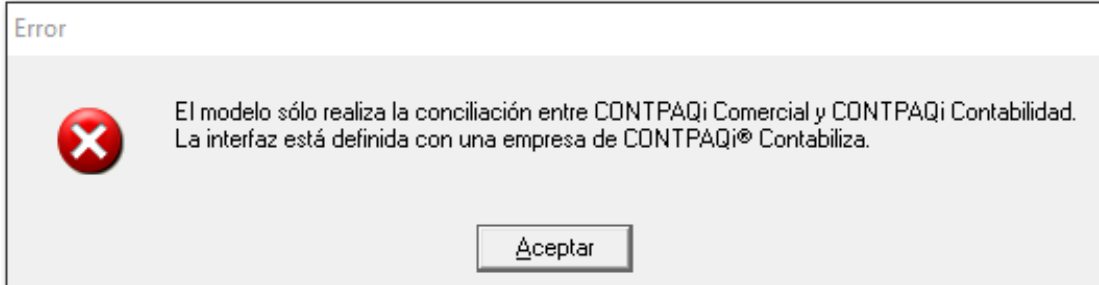 Error
El modelo sólo realiza la conciliación entre CONTPAQi Comercial y CONTPAQi Contabilidad.
La interfaz está definida con una empresa de CONTPAQi® Contabiliza.
Aceptar